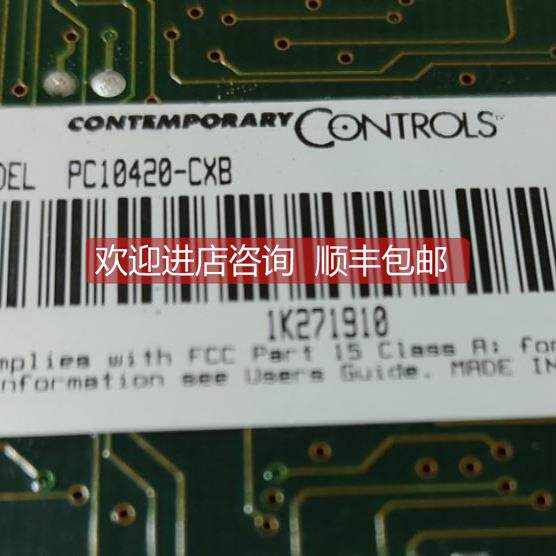 CONTEMPORARY CONTROLS
DEL PC10420-CXB
欢迎进店咨询 顺丰包邮
1K271910
mplies with FCC Part 15 Class A; for
nformation see Users Guide. MADE IN